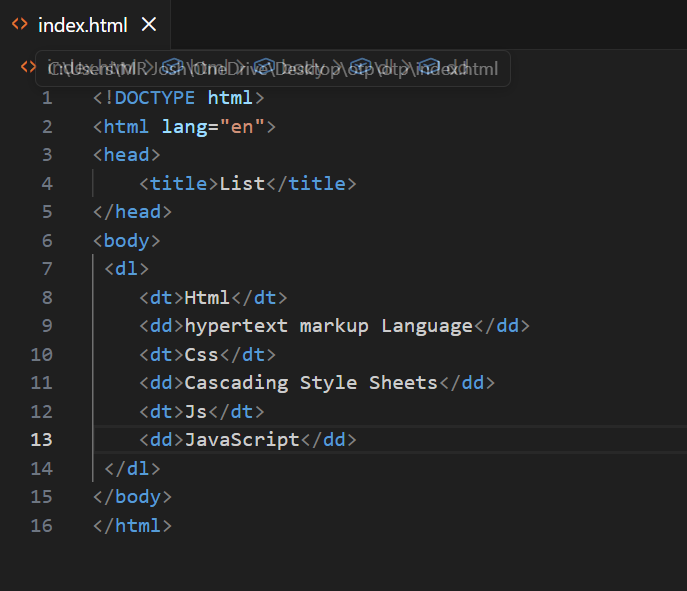 index.html
C:\Users\MR Josh\OneDrive\Desktop\otp\otp\index.html
1 <!DOCTYPE html>
2 <html lang="en">
3 <head>
4     <title>List</title>
5 </head>
6 <body>
7  <dl>
8     <dt>Html</dt>
9     <dd>hypertext markup Language</dd>
10     <dt>Css</dt>
11     <dd>Cascading Style Sheets</dd>
12     <dt>Js</dt>
13     <dd>JavaScript</dd>
14  </dl>
15 </body>
16 </html>